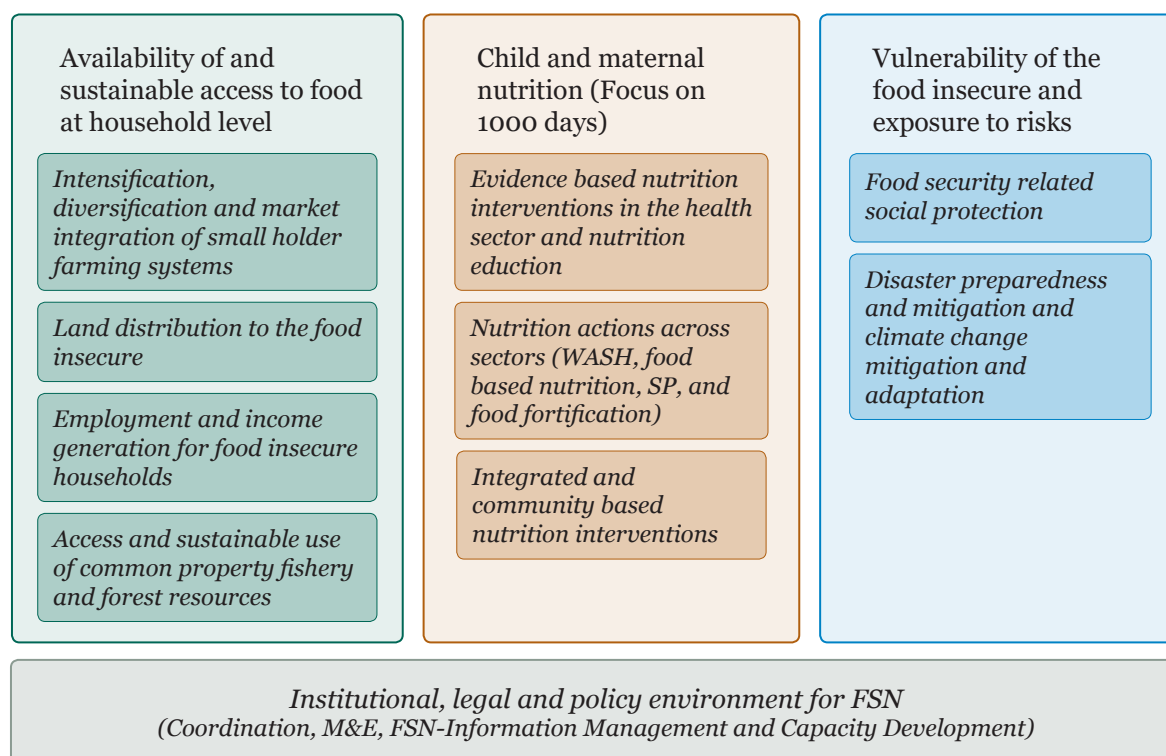 Availability of and
sustainable access to food
at household level
Intensification,
diversification and market
integration of small holder
farming systems
Land distribution to the food
insecure
Employment and income
generation for food insecure
households
Access and sustainable use
of common property fishery
and forest resources
Child and maternal
nutrition (Focus on
1000 days)
Evidence based nutrition
interventions in the health
sector and nutrition
eduction
Nutrition actions across
sectors (WASH, food
based nutrition, SP, and
food fortification)
Integrated and
community based
nutrition interventions
Vulnerability of the
food insecure and
exposure to risks
Food security related
social protection
Disaster preparedness
and mitigation and
climate change
mitigation and
adaptation
Institutional, legal and policy environment for FSN
(Coordination, M&E, FSN-Information Management and Capacity Development)